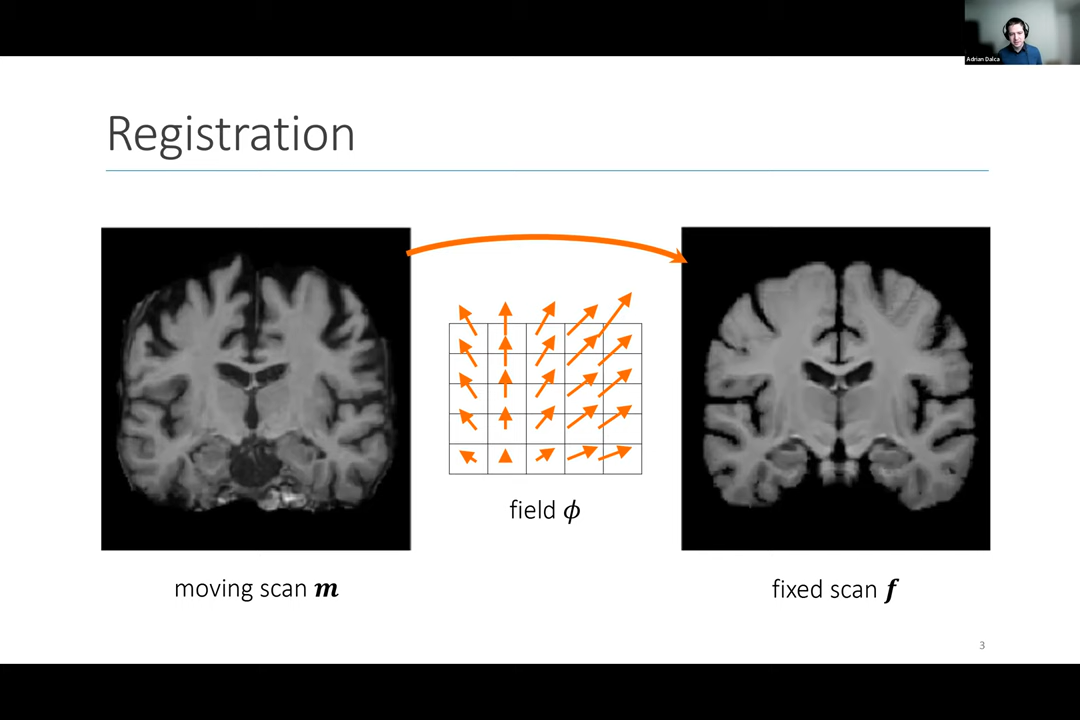 Adrian Dalca
Registration
field ϕ
moving scan m
fixed scan f
3